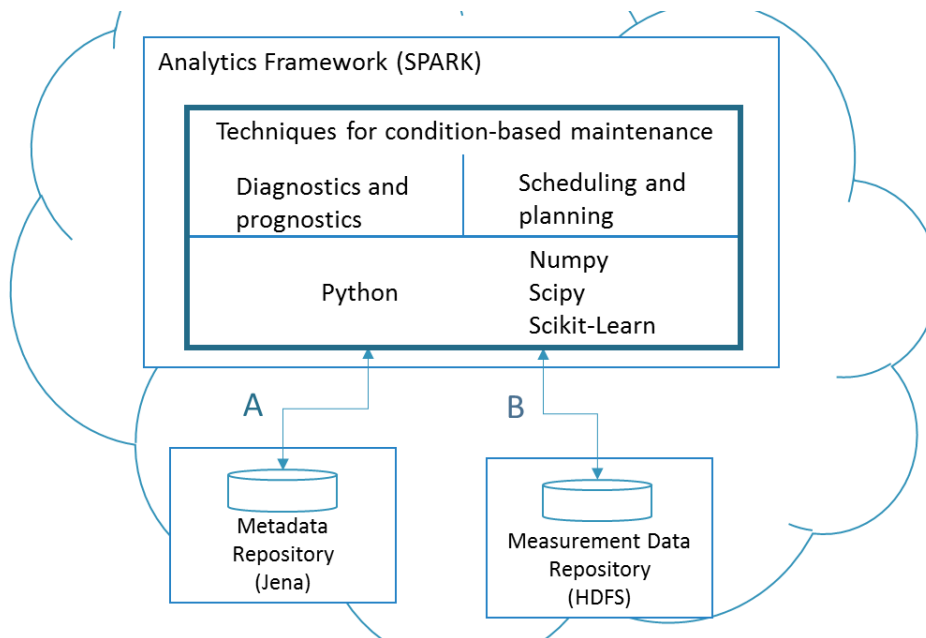 Analytics Framework (SPARK)
Techniques for condition-based maintenance
Diagnostics and
prognostics
Scheduling and
planning
Python
Numpy
Scipy
Scikit-Learn
A
B
Metadata
Repository
(Jena)
Measurement Data
Repository
(HDFS)